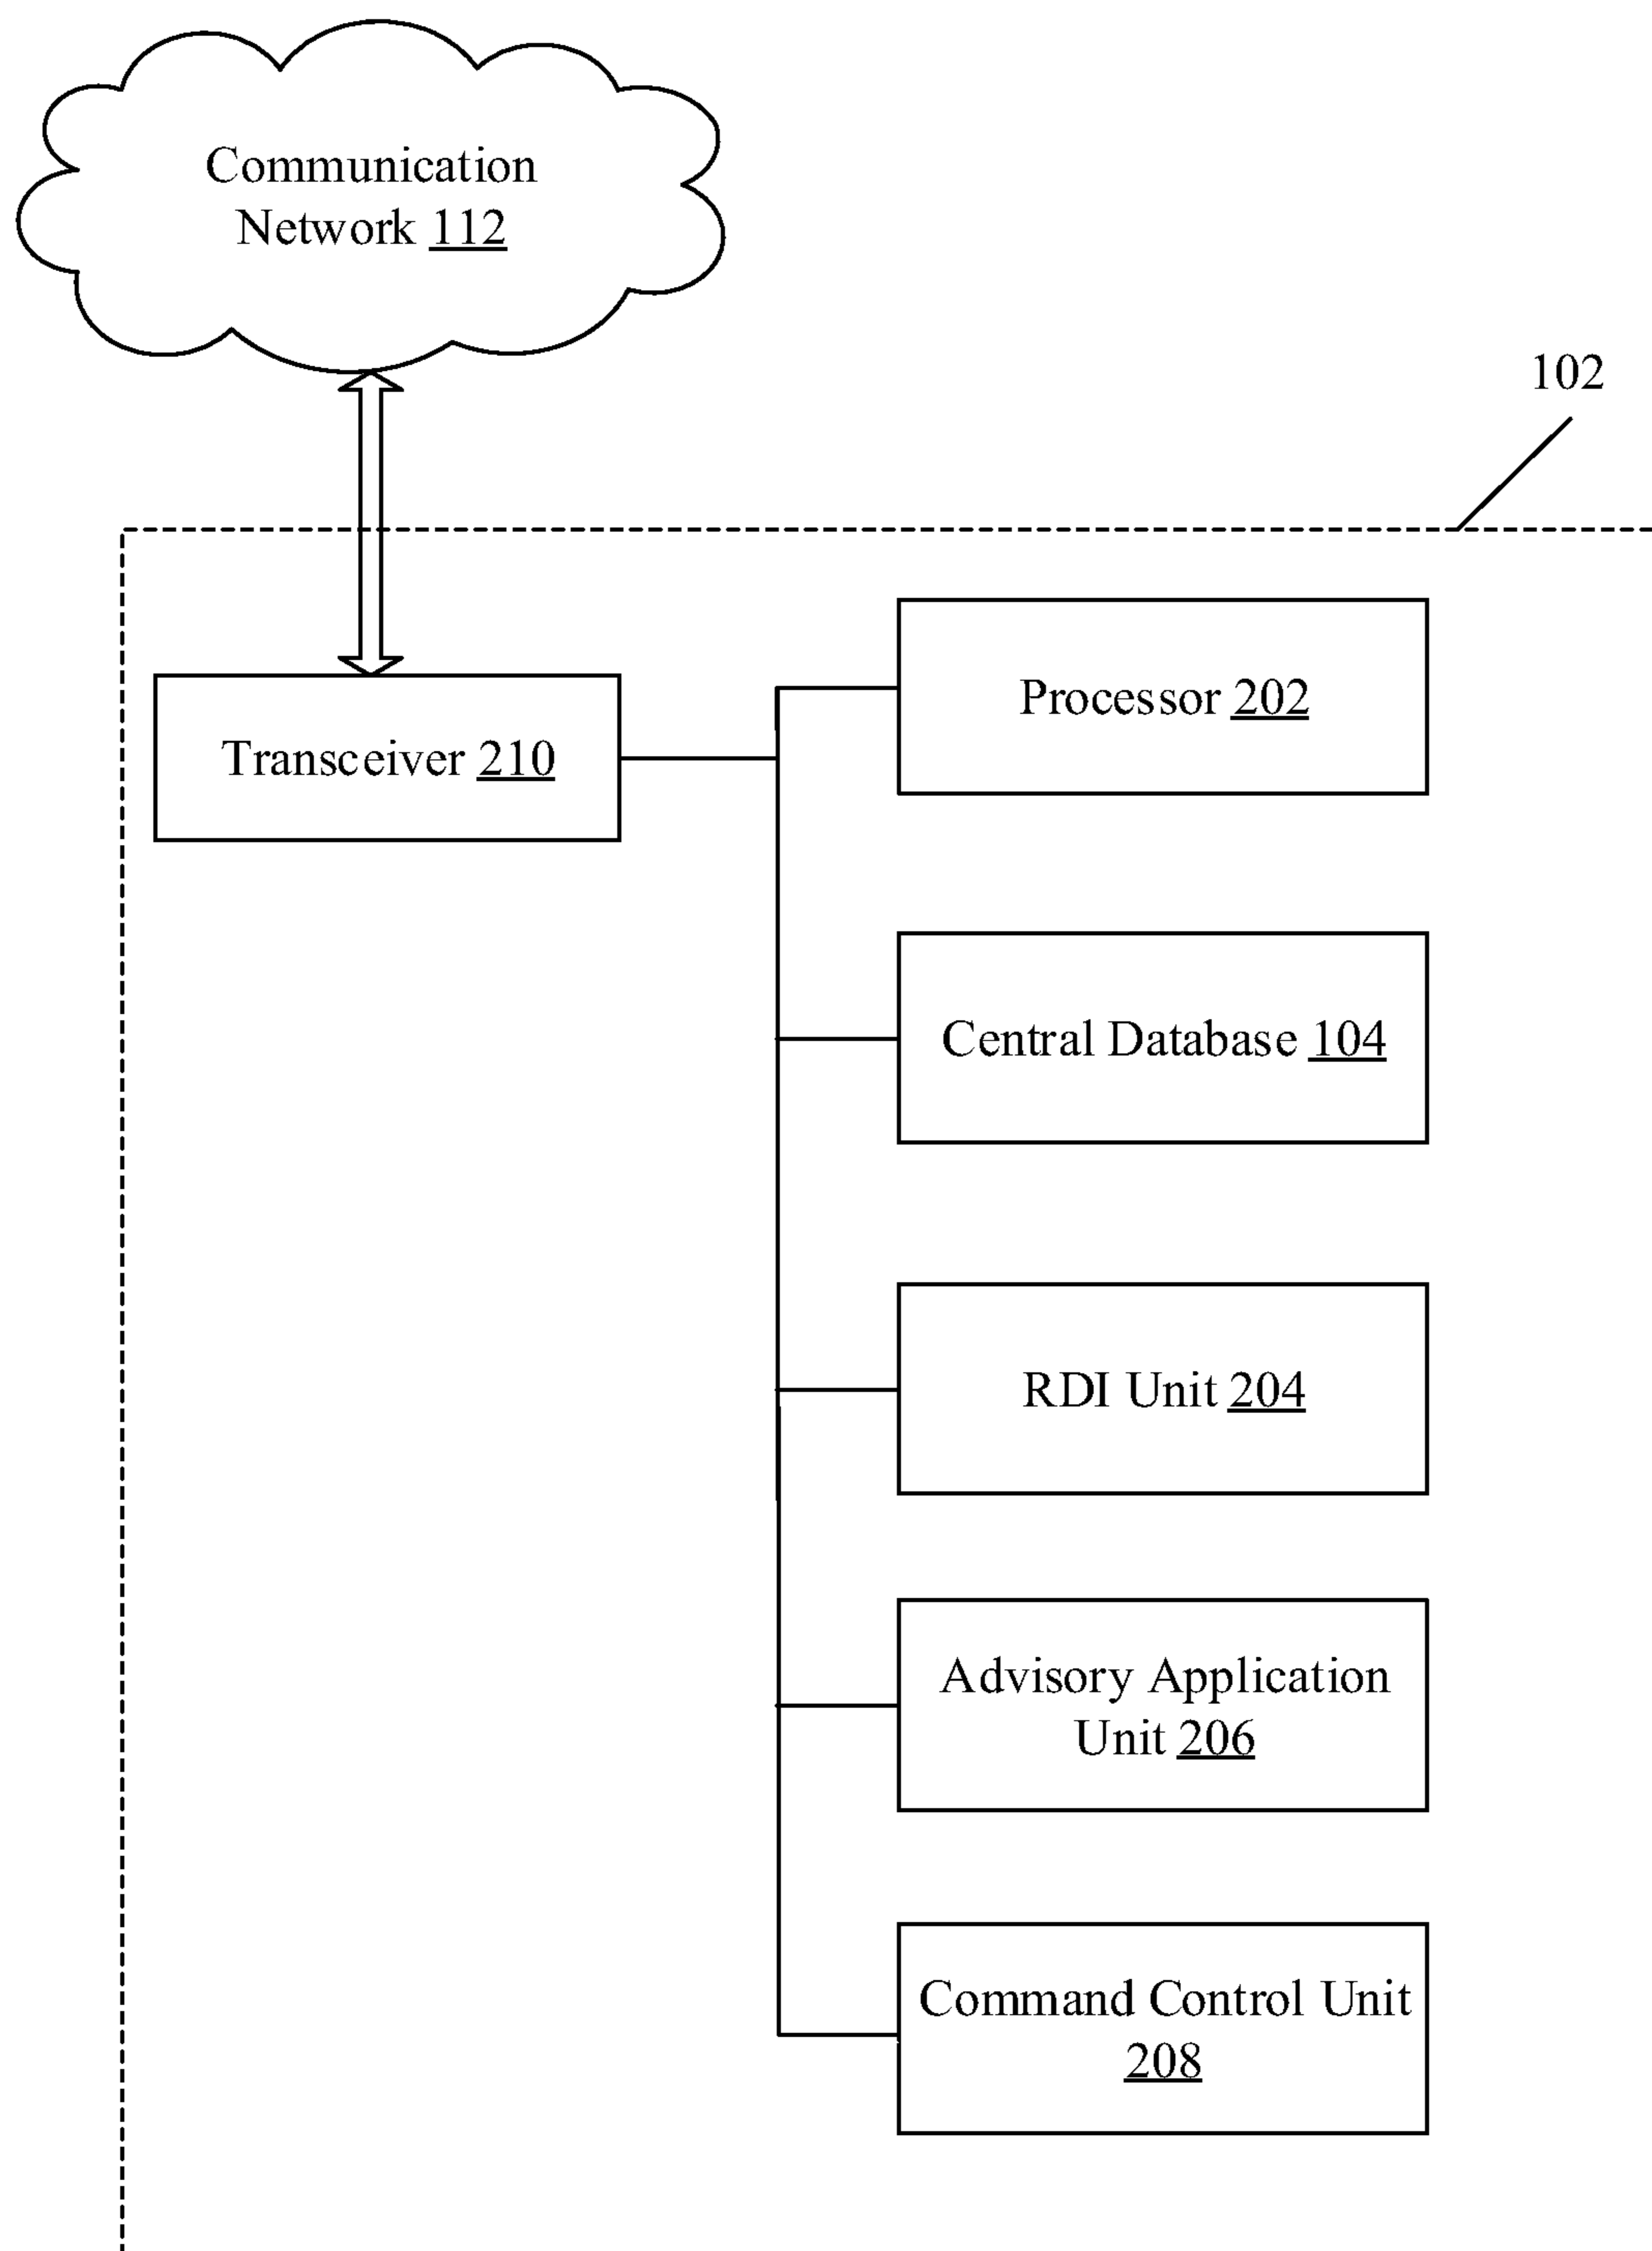 Communication
Network 112
102
Processor 202
Transceiver 210
Central Database 104
RDI Unit 204
Advisory Application
Unit 206
Command Control Unit
208